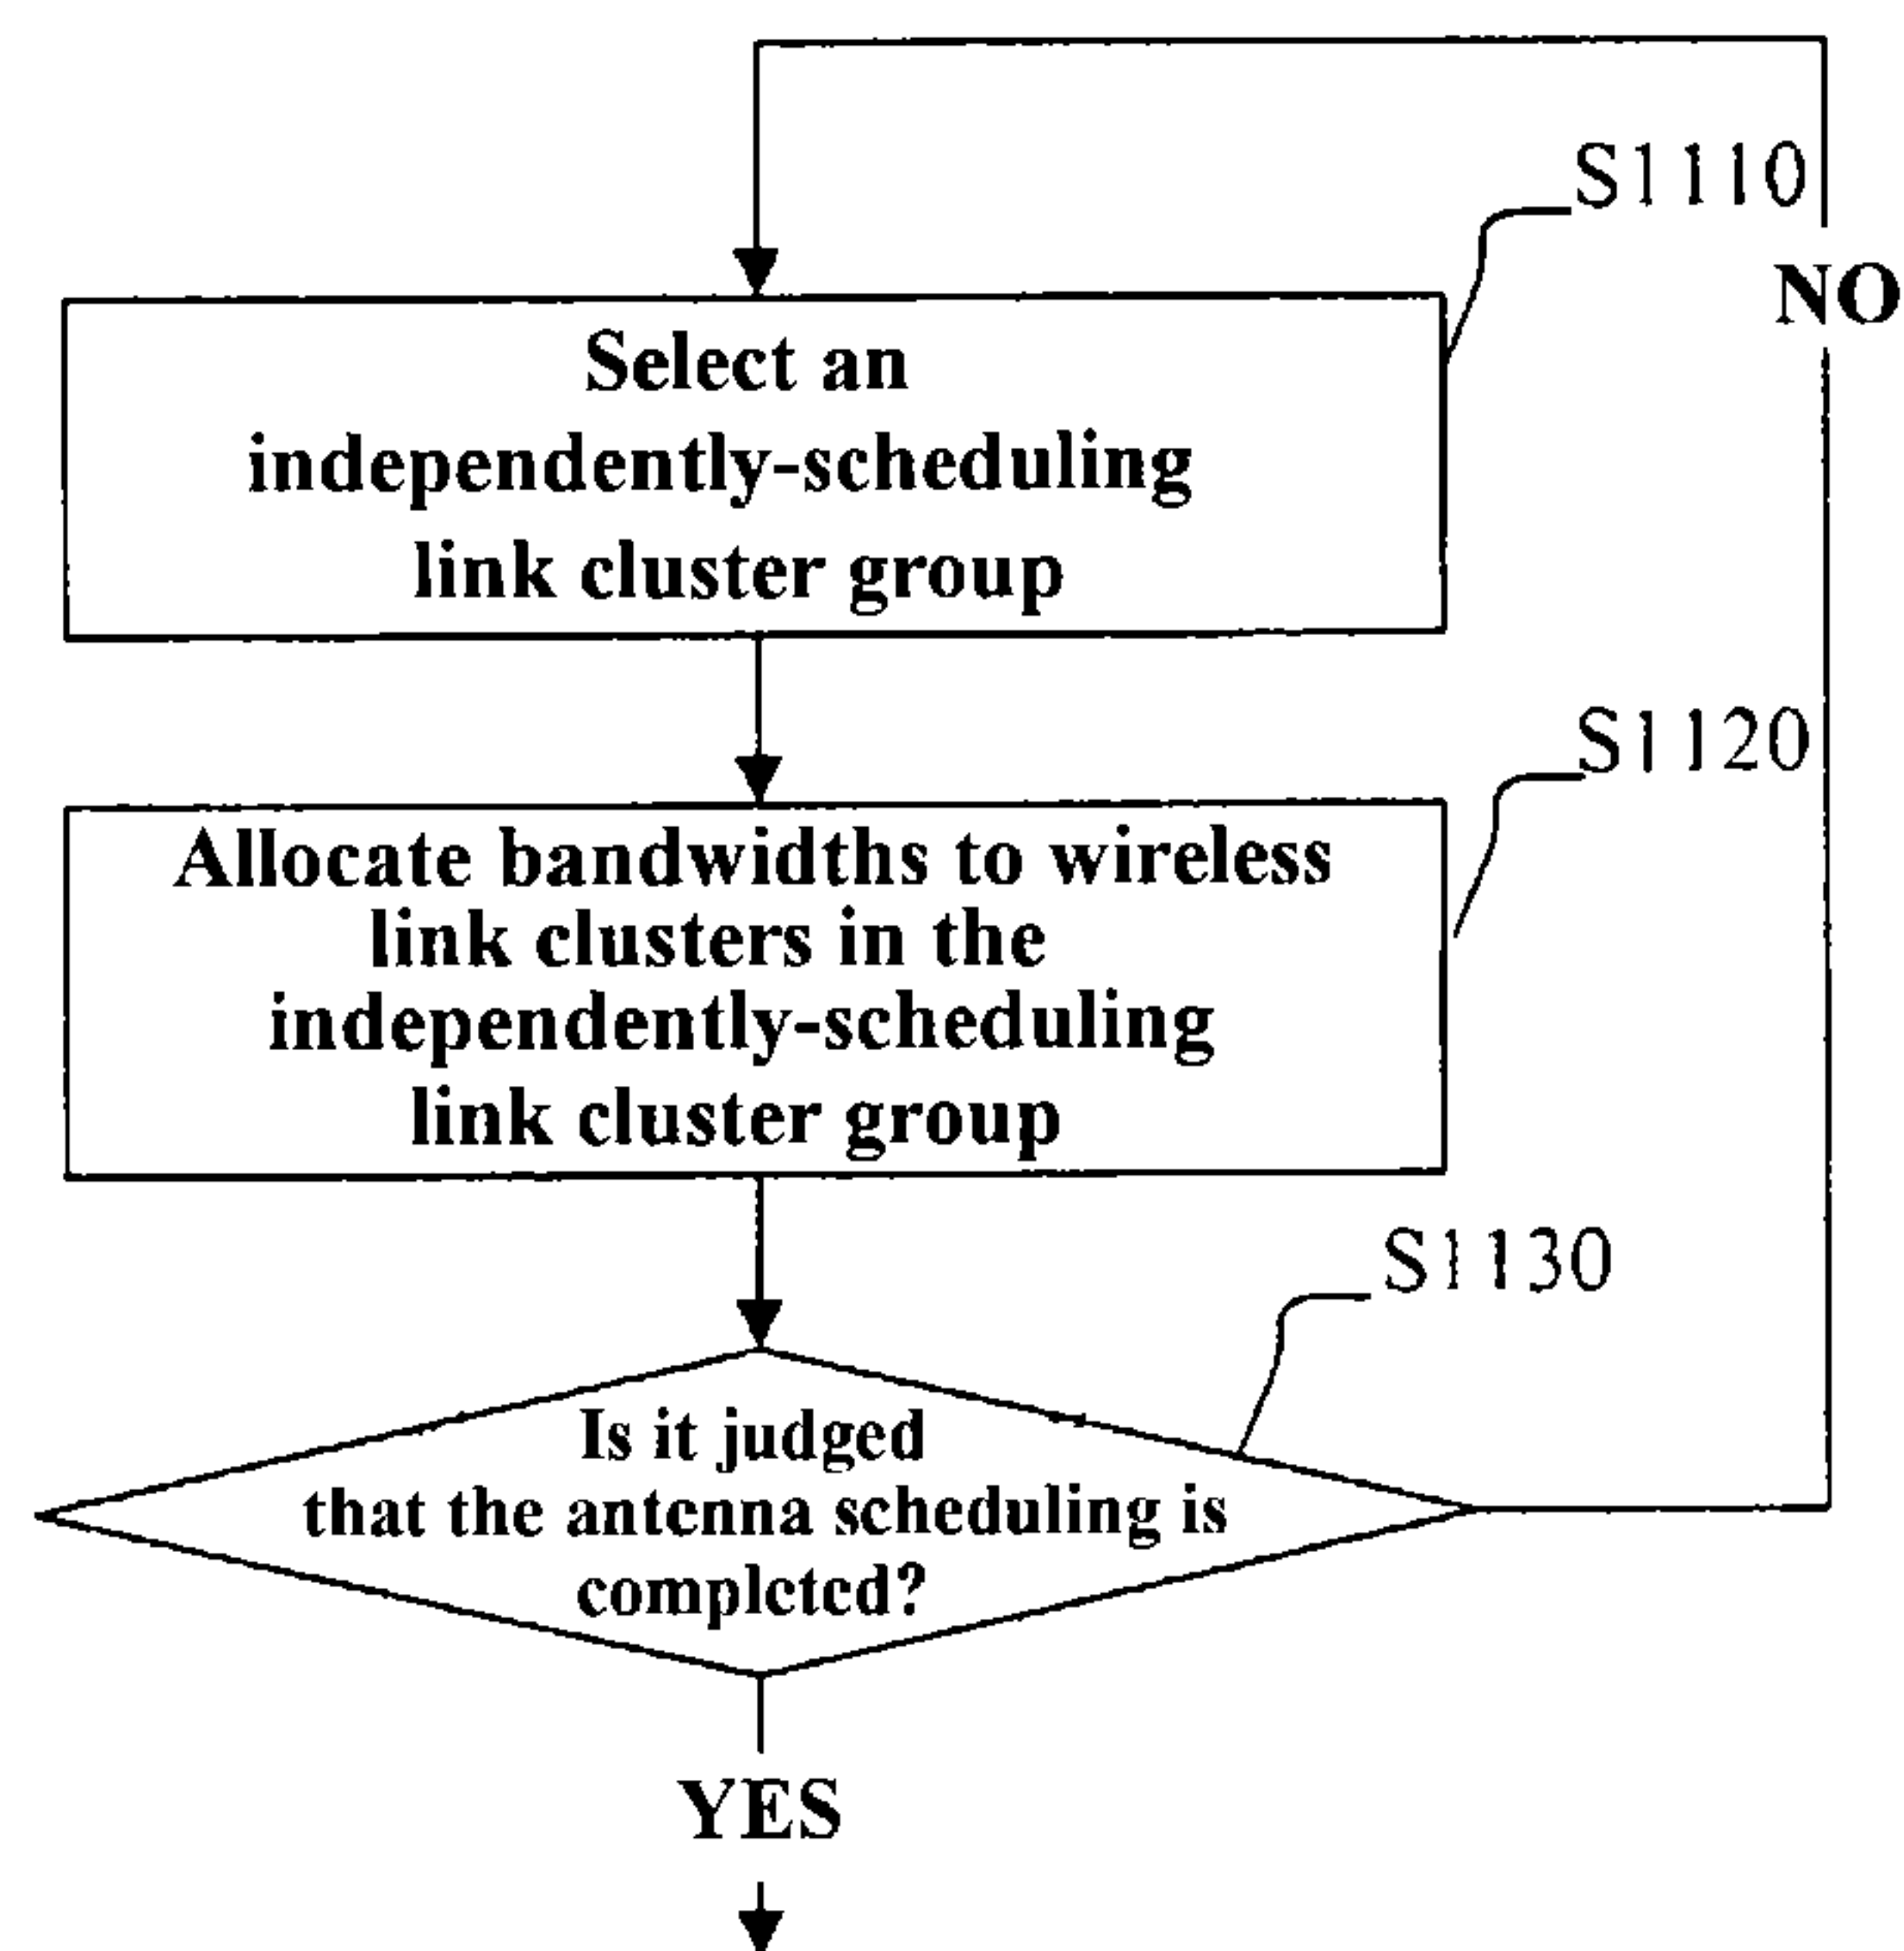 S1110
NO
Select an
independently-scheduling
link cluster group
S1120
Allocate bandwidths to wireless
link clusters in the
independently-scheduling
link cluster group
S1130
Is it judged
that the antenna scheduling is
completed?
YES